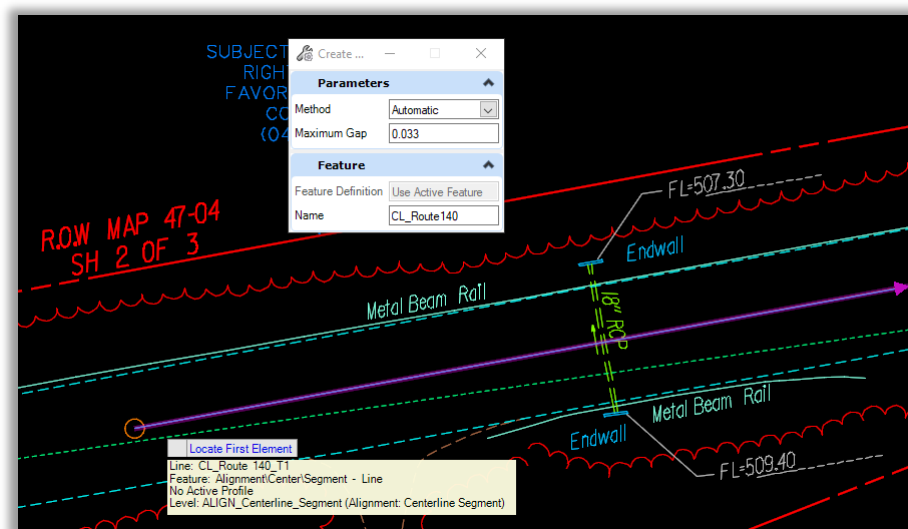 SUBJECT
RIGH
FAVOR
CO
(04
Create ...
Parameters
Method
Automatic
Maximum Gap
0.033
Feature
Feature Definition
Use Active Feature
Name
CL_Route140
R.O.W MAP 47-04
SH 2 OF 3
FL=507.30
Endwall
Metal Beam Rail
18" RCP
Metal Beam Rail
Endwall
FL=509.40
Locate First Element
Line: CL_Route 140_T1
Feature: Alignment\Center\Segment - Line
No Active Profile
Level: ALIGN_Centerline_Segment (Alignment: Centerline Segment)